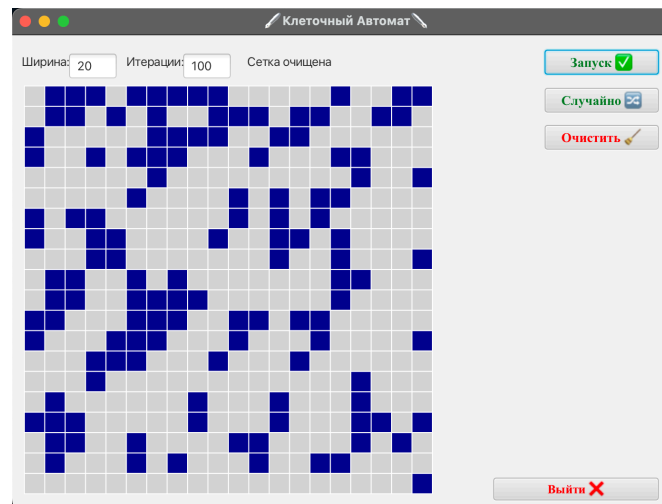 Клеточный Автомат
Ширина: 20 Итерации: 100 Сетка очищена
Запуск
Случайно
Очистить
Выйти